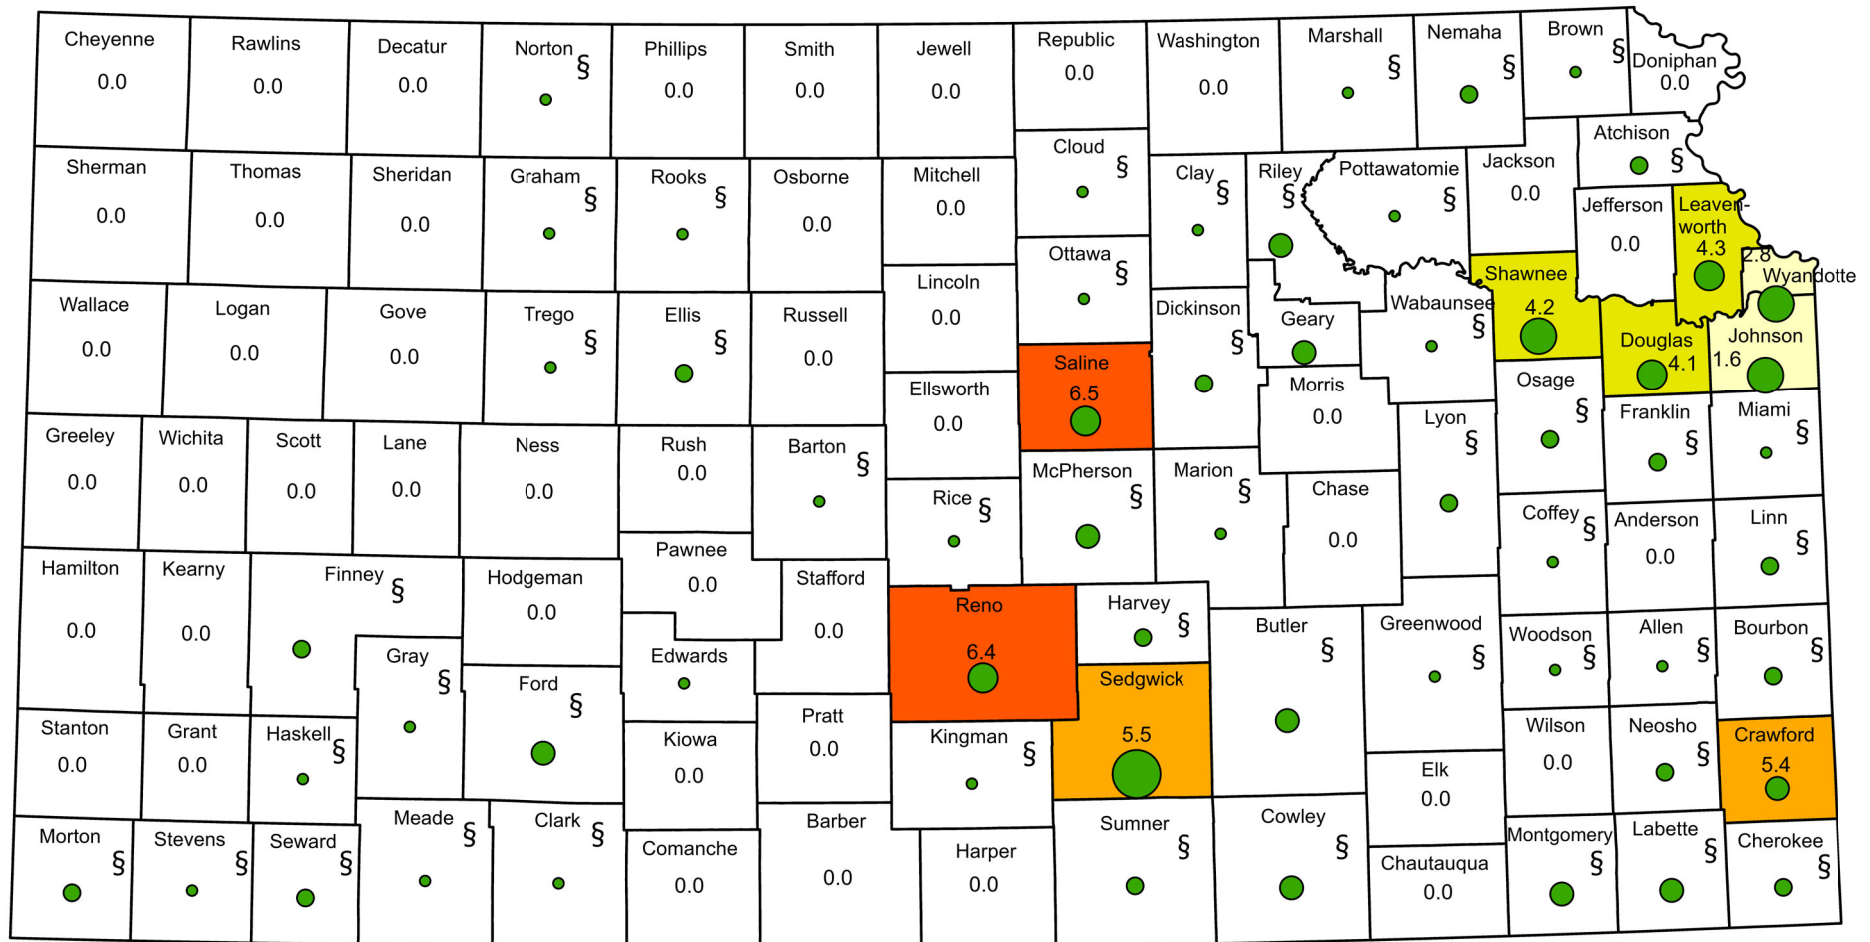 Cheyenne
0.0
Rawlins
0.0
Decatur
0.0
Norton
§
Phillips
0.0
Smith
0.0
Jewell
0.0
Republic
0.0
Washington
0.0
Marshall
§
Nemaha
§
Brown
§
Doniphan
0.0
Sherman
0.0
Thomas
0.0
Sheridan
0.0
Graham
§
Rooks
§
Osborne
0.0
Mitchell
0.0
Cloud
§
Clay
§
Riley
§
Pottawatomie
§
Jackson
0.0
Atchison
§
Jefferson
0.0
Leaven-
worth
4.3
2.8
Wyandotte
Wallace
0.0
Logan
0.0
Gove
0.0
Trego
§
Ellis
§
Russell
0.0
Lincoln
0.0
Ottawa
§
Saline
6.5
Dickinson
§
Geary
Wabaunsee
§
Shawnee
4.2
Douglas
4.1
Johnson
1.6
Greeley
0.0
Wichita
0.0
Scott
0.0
Lane
0.0
Ness
0.0
Rush
0.0
Barton
§
Ellsworth
0.0
Rice
§
McPherson
§
Marion
§
Morris
0.0
Chase
0.0
Lyon
§
Osage
§
Franklin
§
Miami
§
Coffey
§
Anderson
0.0
Linn
§
Hamilton
0.0
Kearny
0.0
Finney
§
Hodgeman
0.0
Pawnee
0.0
Stafford
0.0
Reno
6.4
Harvey
§
Butler
§
Greenwood
§
Woodson
§
Allen
§
Bourbon
§
Gray
§
Ford
§
Edwards
Sedgwick
5.5
Stanton
0.0
Grant
0.0
Haskell
§
Kiowa
0.0
Pratt
0.0
Kingman
§
Elk
0.0
Wilson
0.0
Neosho
§
Crawford
5.4
Morton
§
Stevens
§
Seward
§
Meade
§
Clark
§
Comanche
0.0
Barber
0.0
Harper
0.0
Sumner
§
Cowley
§
Chautauqua
0.0
Montgomery
§
Labette
§
Cherokee
§